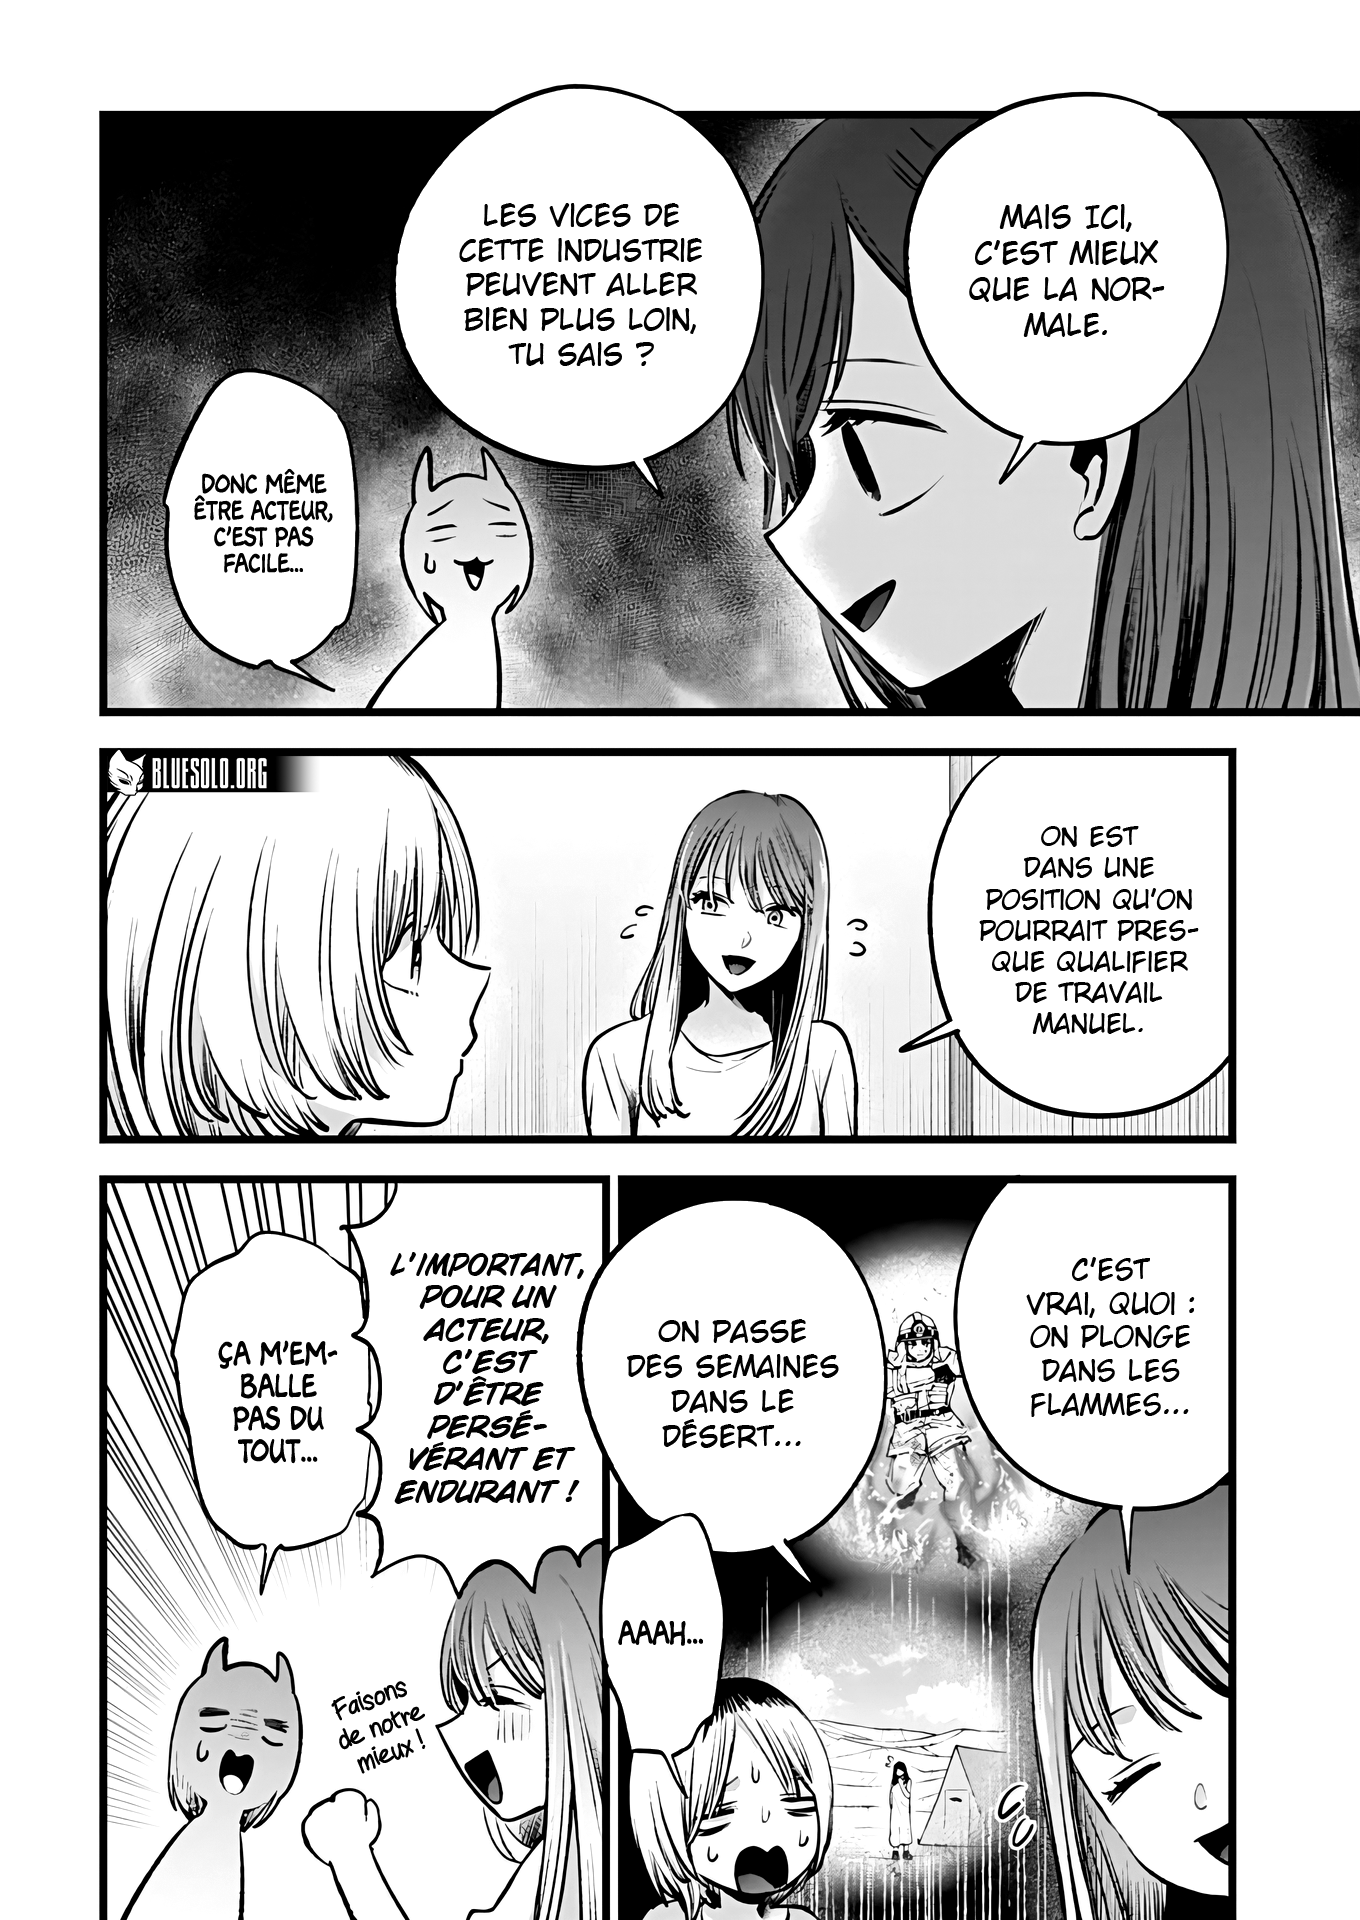 MAIS ICI,
C'EST MIEUX
QUE LA NOR-
MALE.
LES VICES DE
CETTE INDUSTRIE
PEUVENT ALLER
BIEN PLUS LOIN,
TU SAIS ?
DONC MÊME
ÊTRE ACTEUR,
C'EST PAS
FACILE...
BLUESOLO.ORG
ON EST
DANS UNE
POSITION QU'ON
POURRAIT PRES-
QUE QUALIFIER
DE TRAVAIL
MANUEL.
C'EST
VRAI, QUOI :
ON PLONGE
DANS LES
FLAMMES...
ON PASSE
DES SEMAINES
DANS LE
DÉSERT...
AAAH...
L'IMPORTANT,
POUR UN
ACTEUR,
C'EST
D'ÊTRE
PERSÉ-
VÉRANT ET
ENDURANT !
ÇA M'EM-
BALLE
PAS DU
TOUT...
Faisons
de notre
mieux !